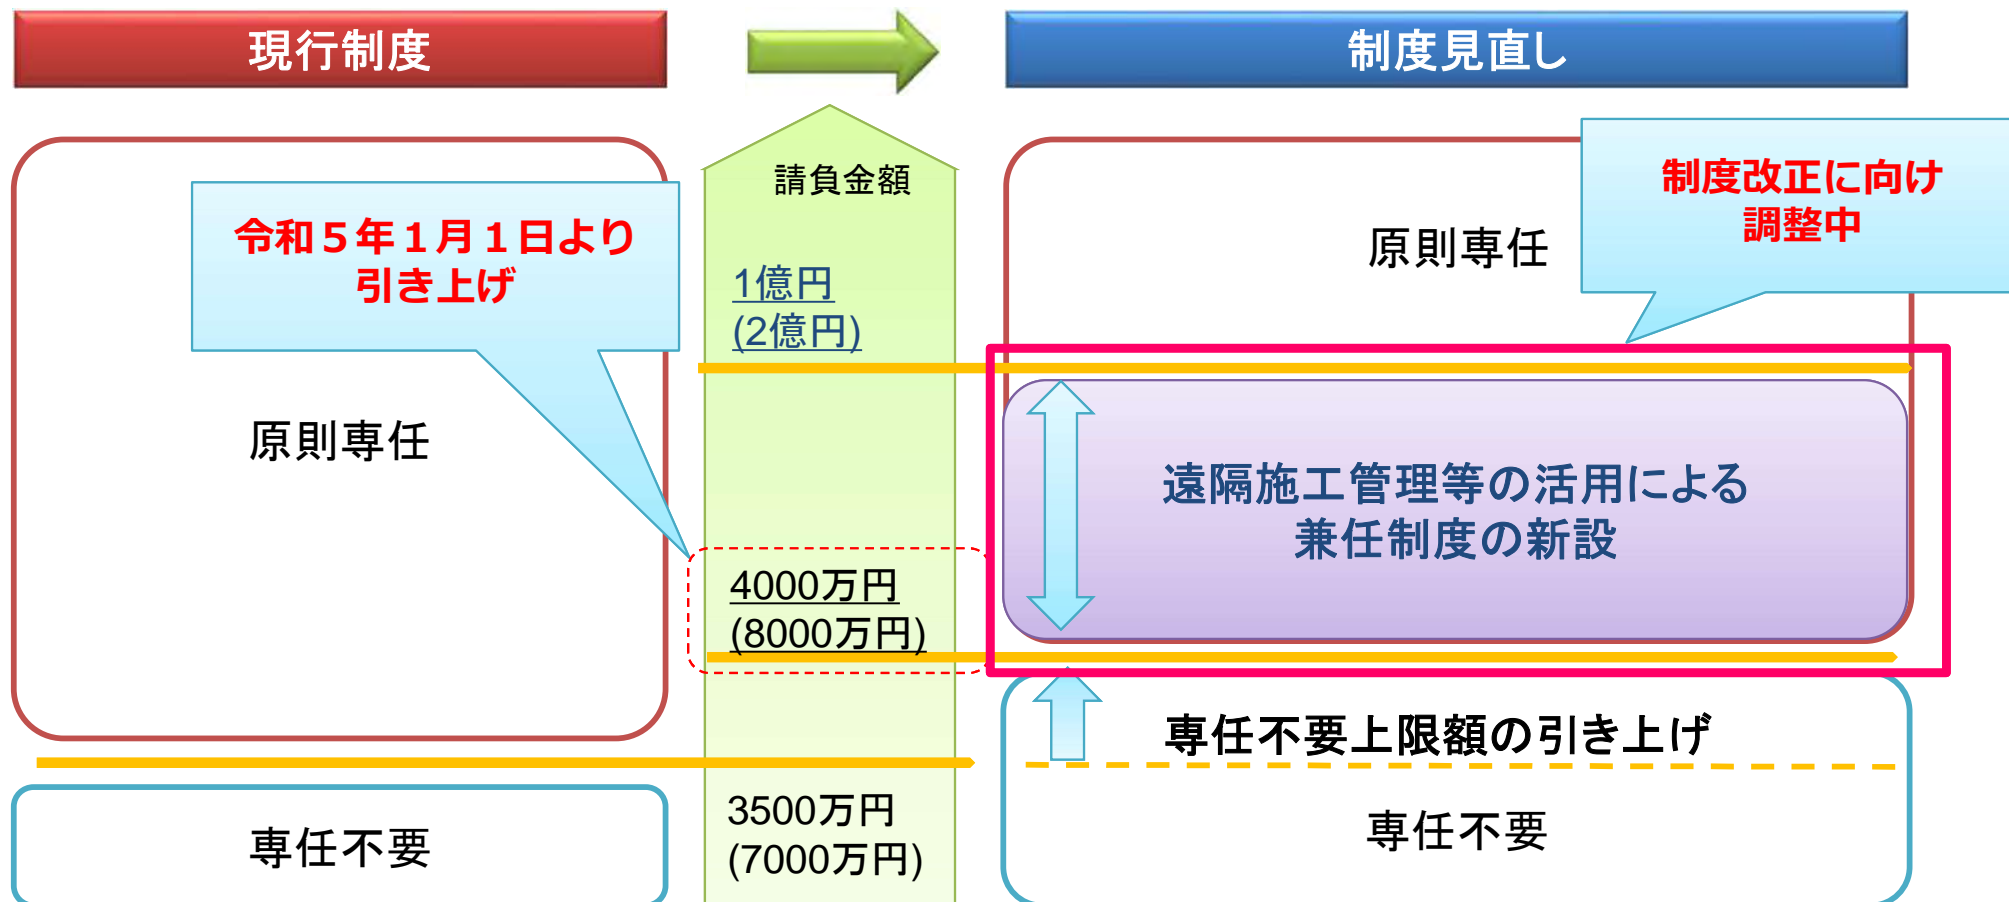 現行制度
制度見直し
請負金額
令和５年１月１日より
引き上げ
制度改正に向け
調整中
1億円
(2億円)
原則専任
原則専任
遠隔施工管理等の活用による
兼任制度の新設
4000万円
(8000万円)
専任不要上限額の引き上げ
3500万円
(7000万円)
専任不要
専任不要